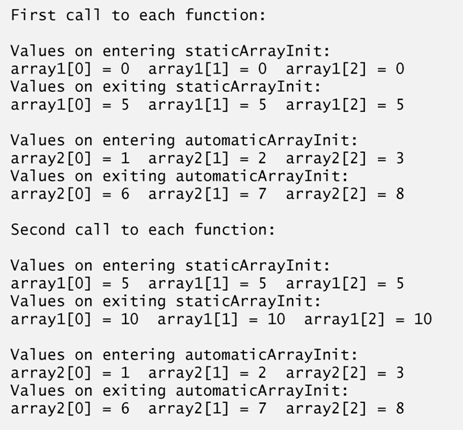 First call to each function:

Values on entering staticArrayInit:
array1[0] = 0  array1[1] = 0  array1[2] = 0
Values on exiting staticArrayInit:
array1[0] = 5  array1[1] = 5  array1[2] = 5

Values on entering automaticArrayInit:
array2[0] = 1  array2[1] = 2  array2[2] = 3
Values on exiting automaticArrayInit:
array2[0] = 6  array2[1] = 7  array2[2] = 8

Second call to each function:

Values on entering staticArrayInit:
array1[0] = 5  array1[1] = 5  array1[2] = 5
Values on exiting staticArrayInit:
array1[0] = 10  array1[1] = 10  array1[2] = 10

Values on entering automaticArrayInit:
array2[0] = 1  array2[1] = 2  array2[2] = 3
Values on exiting automaticArrayInit:
array2[0] = 6  array2[1] = 7  array2[2] = 8